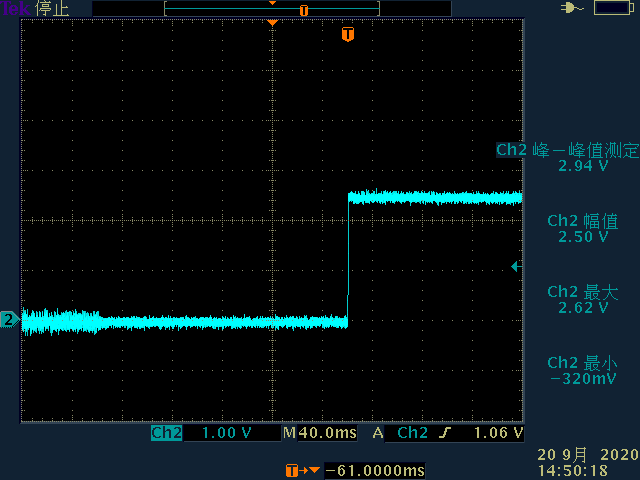 Tek 停止
T
T
Ch2 峰－峰值测定
2.94 V
Ch2 幅值
2.50 V
Ch2 最大
2.62 V
2
Ch2 最小
−320mV
Ch2 1.00 V M 40.0ms A Ch2 1.06 V
T −61.0000ms
20 9月 2020
14:50:18